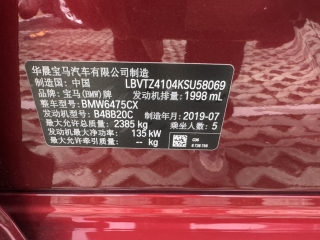 华晨宝马汽车有限公司制造
制造国：中国 LBVTZ4104KSU58069
品牌：宝马(BMW)牌 发动机排量：1998 mL
整车型号：BMW6475CX
发动机型号：B48B20C 制造年月：2019-07
最大允许总质量：2385 kg
发动机最大净功率：135 kW 乘坐人数：5
最大允许牵引质量： kg